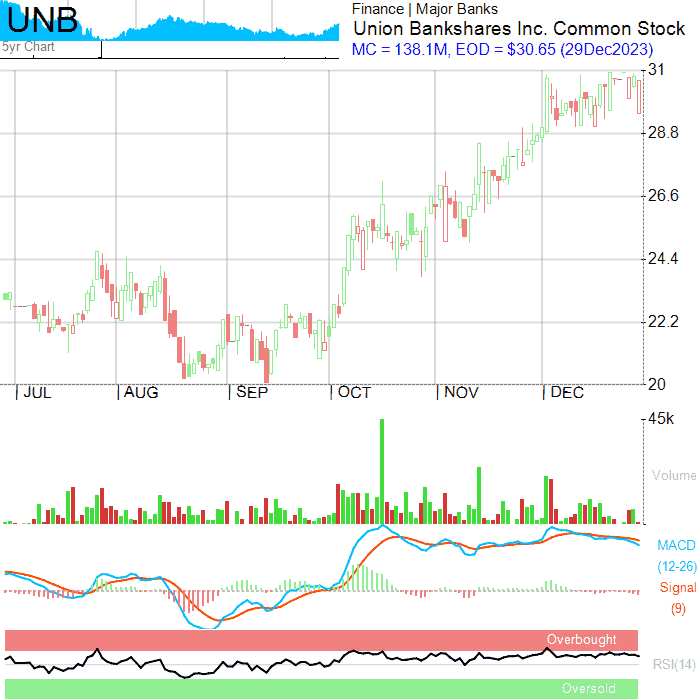 UNB
5yr Chart
Finance | Major Banks
Union Bankshares Inc. Common Stock
MC = 138.1M, EOD = $30.65 (29Dec2023)
31
28.8
26.6
24.4
22.2
20
JUL AUG SEP OCT NOV DEC
45k
Volume
MACD
(12-26)
Signal
(9)
Overbought
RSI(14)
Oversold